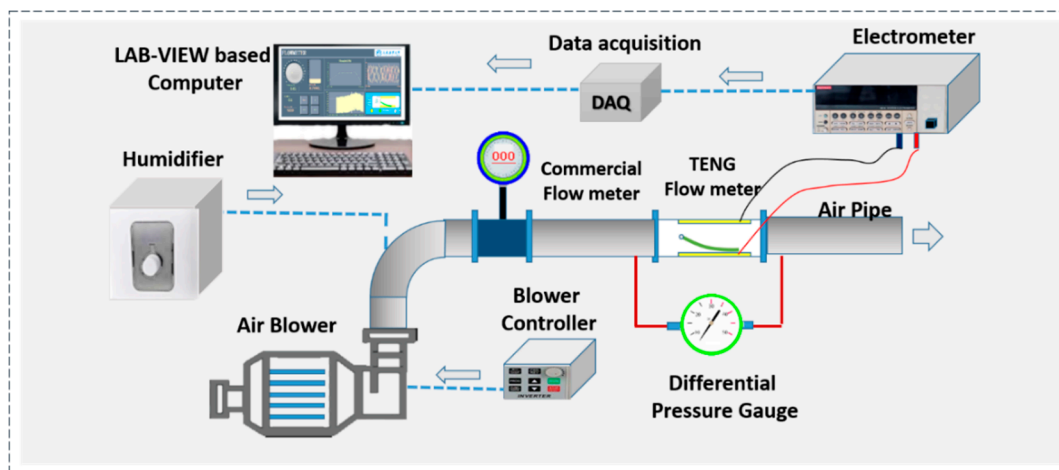 LAB-VIEW based
Computer
Data acquisition
DAQ
Electrometer
Humidifier
000
Commercial
Flow meter
TENG
Flow meter
Air Pipe
Air Blower
Blower
Controller
INVERTER
Differential
Pressure Gauge